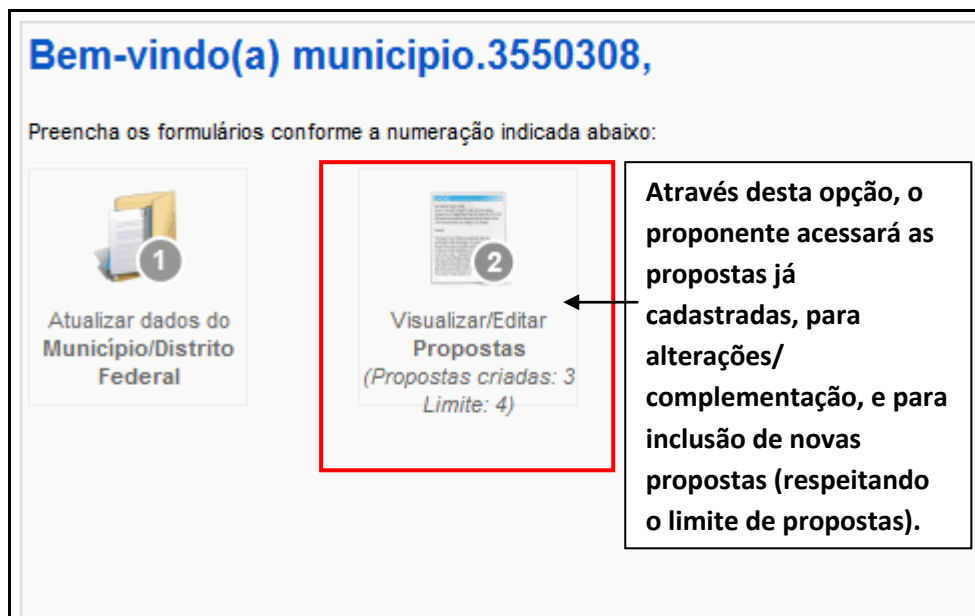 Bem-vindo(a) municipio.3550308,
Preencha os formulários conforme a numeração indicada abaixo:
1
Atualizar dados do
Município/Distrito
Federal
2
Visualizar/Editar
Propostas
(Propostas criadas: 3
Limite: 4)
Através desta opção, o
proponente acessará as
propostas já
cadastradas, para
alterações/
complementação, e para
inclusão de novas
propostas (respeitando
o limite de propostas).